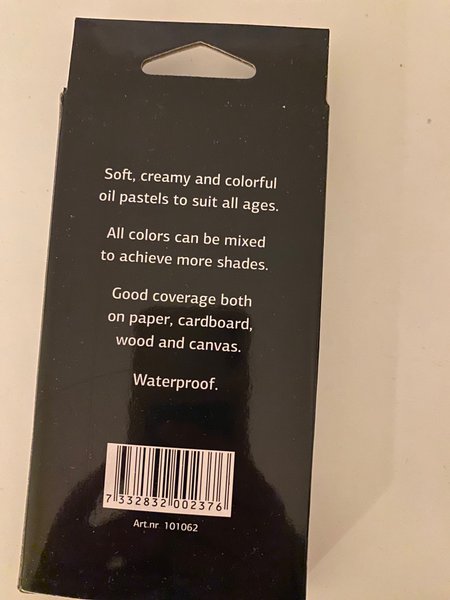 Soft, creamy and colorful
oil pastels to suit all ages.
All colors can be mixed
to achieve more shades.
Good coverage both
on paper, cardboard,
wood and canvas.
Waterproof.
7 332832 002376
Art.nr 101062